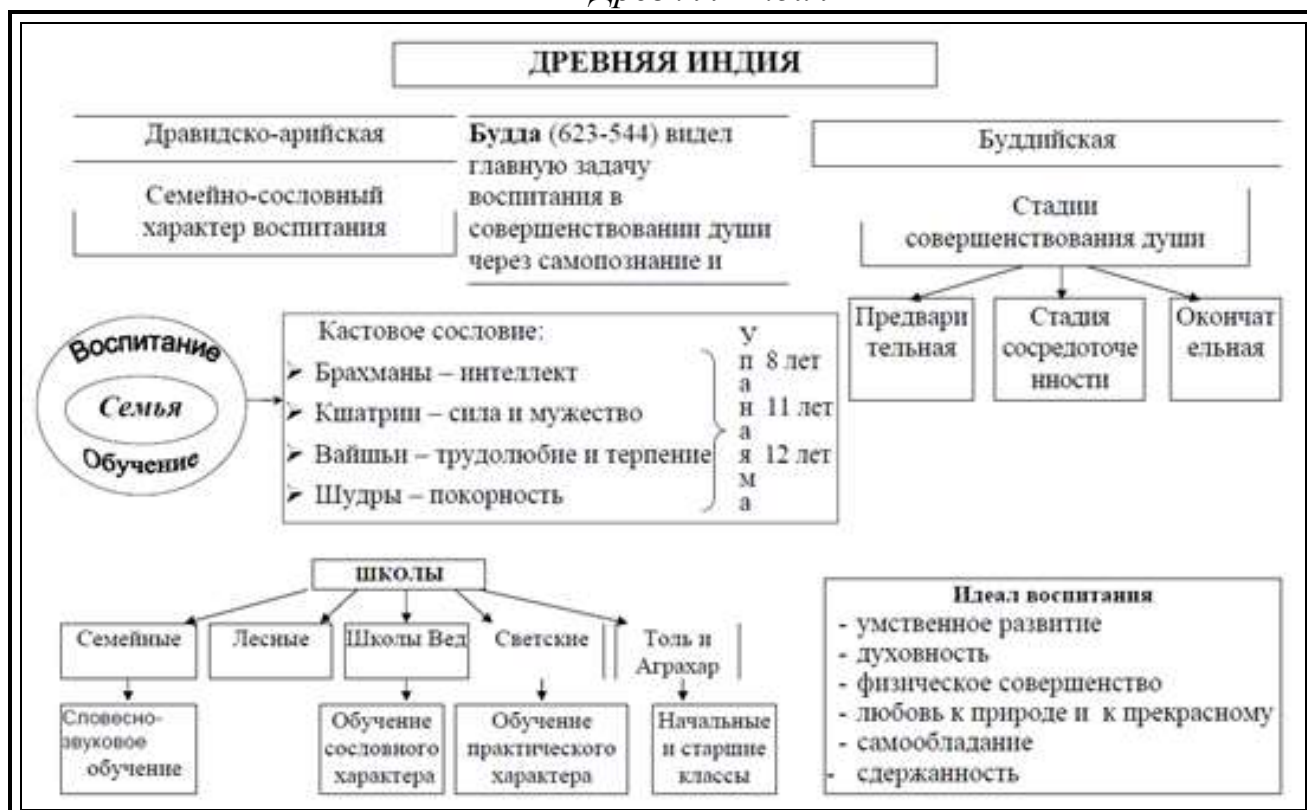 ДРЕВНЯЯ ИНДИЯ
Дравидско-арийская
Семейно-сословный
характер воспитания
Будда (623-544) видел
главную задачу
воспитания в
совершенствовании души
через самопознание и
Буддийская
Стадии
совершенствования души
Предвари
тельная
Стадия
сосредоточе
нности
Окончат
ельная
Воспитание
Семья
Обучение
Кастовое сословие:
➢ Брахманы – интеллект
➢ Кшатрии – сила и мужество
➢ Вайшьи – трудолюбие и терпение
➢ Шудры – покорность
У
п 8 лет
а
н 11 лет
а
я 12 лет
м
а
ШКОЛЫ
Семейные
Лесные
Школы Вед
Светские
Толь и
Аграхар
Словесно-
звуковое
обучение
Обучение
сословного
характера
Обучение
практического
характера
Начальные
и старшие
классы
Идеал воспитания
- умственное развитие
- духовность
- физическое совершенство
- любовь к природе и к прекрасному
- самообладание
- сдержанность